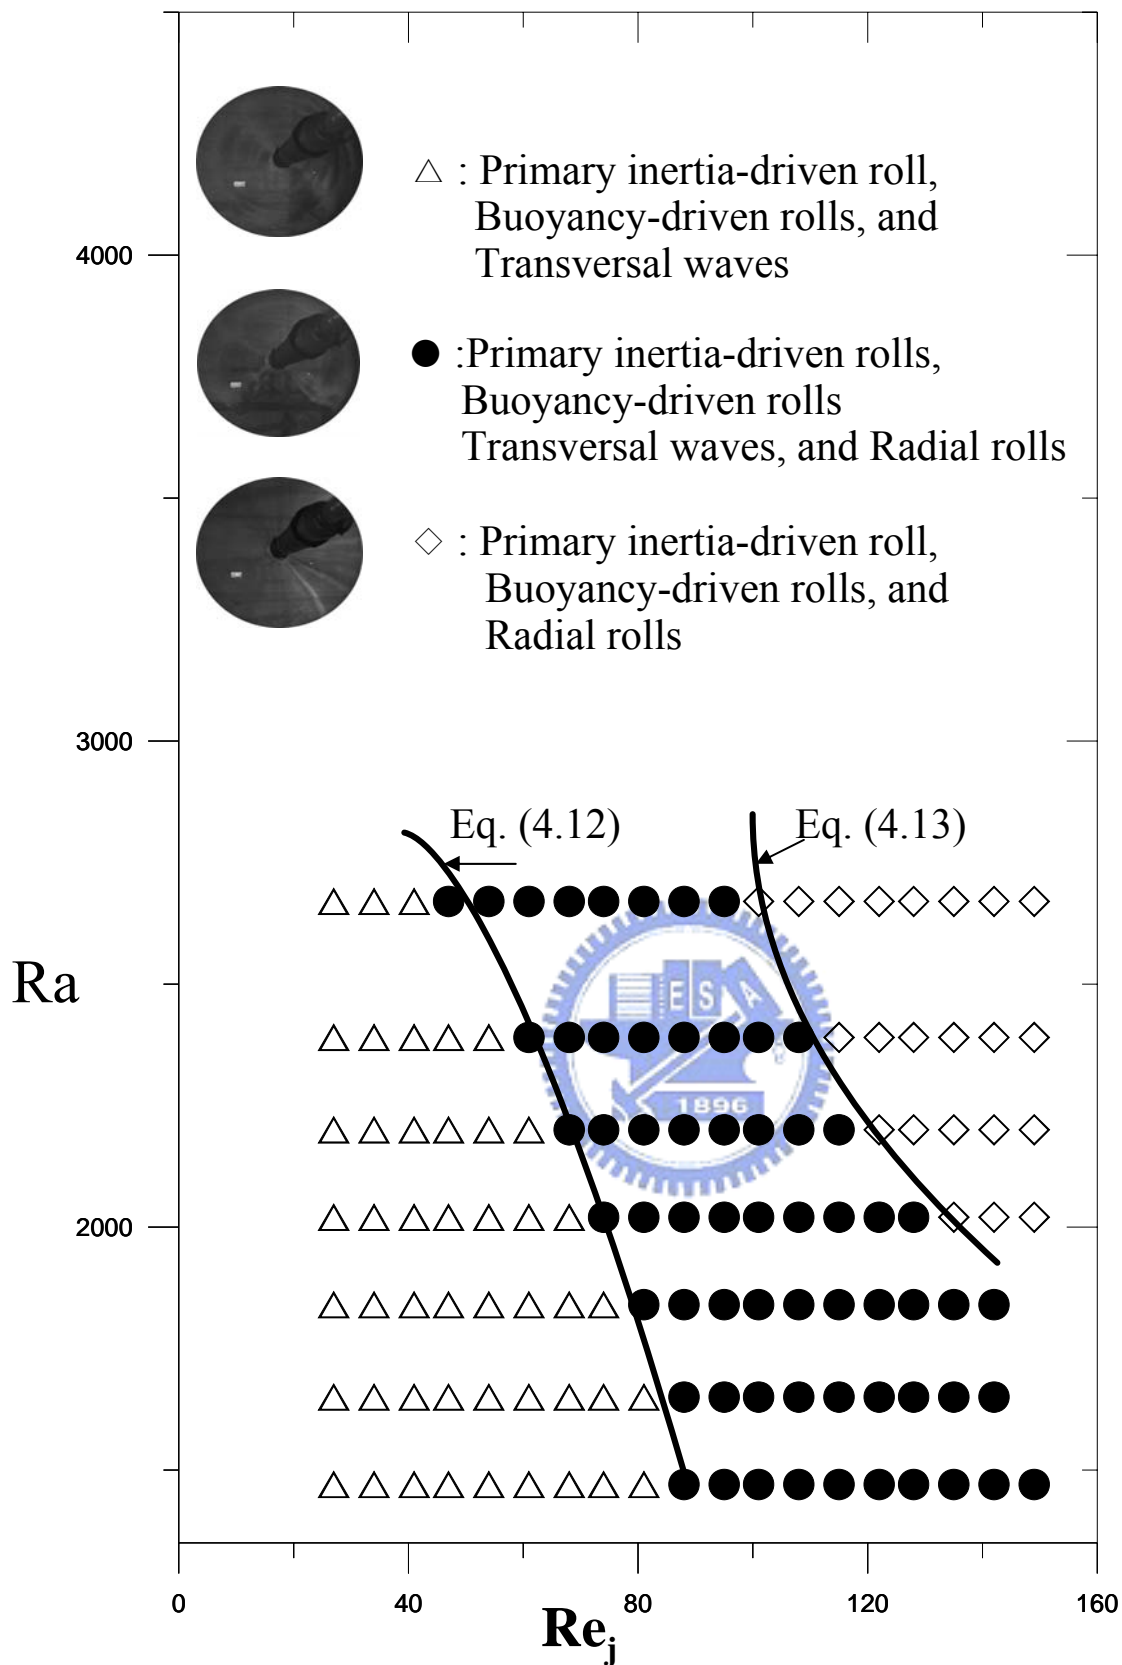 △ : Primary inertia-driven roll,
Buoyancy-driven rolls, and
Transversal waves
● :Primary inertia-driven rolls,
Buoyancy-driven rolls
Transversal waves, and Radial rolls
◇ : Primary inertia-driven roll,
Buoyancy-driven rolls, and
Radial rolls
4000
3000
2000
Ra
Eq. (4.12)
Eq. (4.13)
E S A
1896
0 40 80 120 160
Re_j